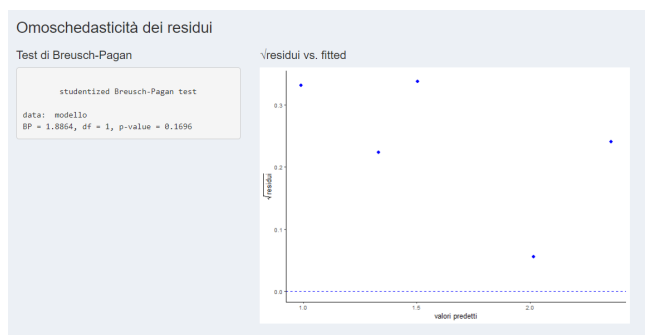 Omoschedasticità dei residui
Test di Breusch-Pagan
studentized Breusch-Pagan test
data: modello
BP = 1.8864, df = 1, p-value = 0.1696
√residui vs. fitted
√residui
0.3
0.2
0.1
0.0
1.0 1.5 2.0
valori predetti